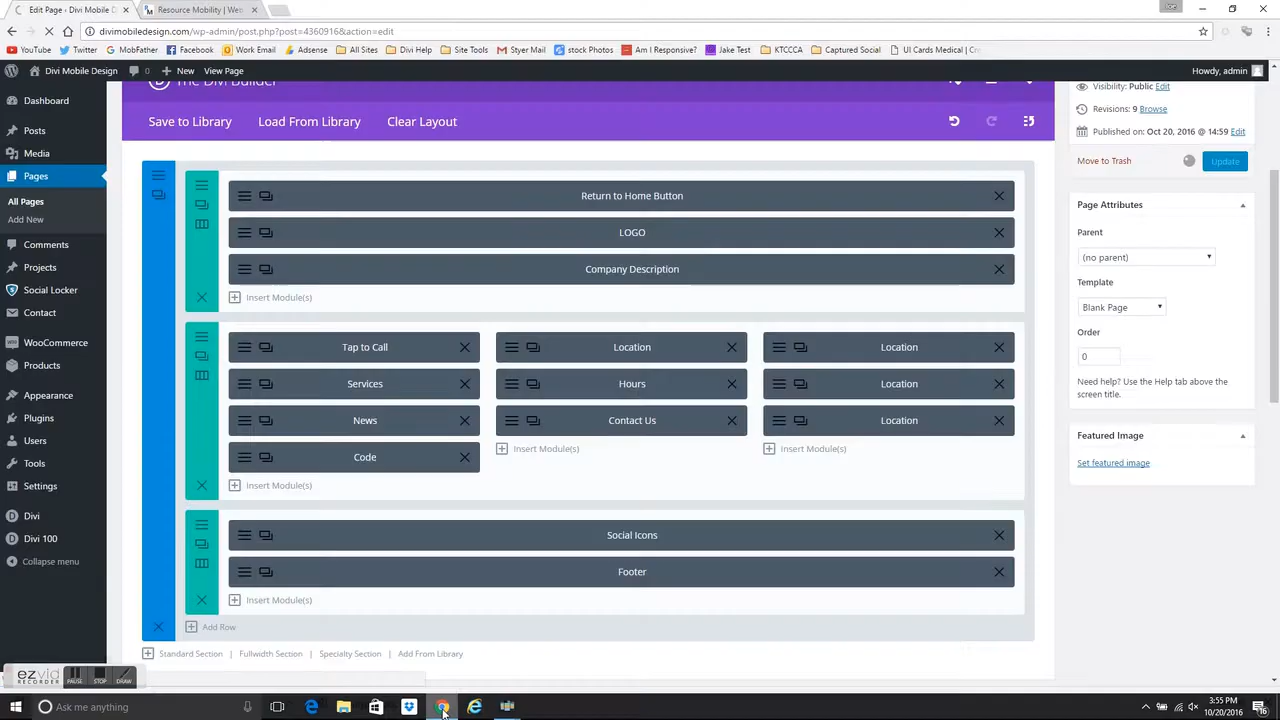 Edit Page ‹ Divi Mobile D
Resource Mobility | Web
divimobiledesign.com/wp-admin/post.php?post=4360916&action=edit
YouTube Twitter MobFather Facebook Work Email Adsense All Sites Divi Help Site Tools Styer Mail stock Photos Am I Responsive? Jake Test KTCCCA Captured Social UI Cards Medical
Divi Mobile Design 0 New View Page Howdy, admin
The Divi Builder
Save to Library Load From Library Clear Layout
Dashboard
Posts
Media
Pages
All Pages
Add New
Comments
Projects
Social Locker
Contact
WooCommerce
Products
Appearance
Plugins
Users
Tools
Settings
Divi
Divi 100
Collapse menu
Return to Home Button
LOGO
Company Description
Insert Module(s)
Tap to Call Location Location
Services Hours Location
News Contact Us Location
Code Insert Module(s) Insert Module(s)
Insert Module(s)
Social Icons
Footer
Insert Module(s)
Add Row
Standard Section | Fullwidth Section | Specialty Section | Add From Library
Visibility: Public Edit
Revisions: 9 Browse
Published on: Oct 20, 2016 @ 14:59 Edit
Move to Trash Update
Page Attributes
Parent
(no parent)
Template
Blank Page
Order
0
Need help? Use the Help tab above the
screen title.
Featured Image
Set featured image
ezvid
RECORDER
PAUSE STOP DRAW
Ask me anything
3:55 PM
10/20/2016